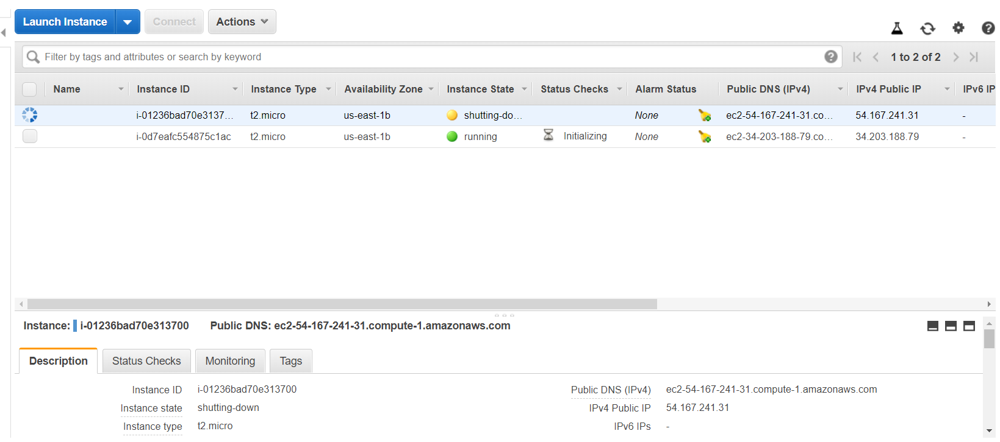 Launch Instance Connect Actions
Filter by tags and attributes or search by keyword 1 to 2 of 2
Name Instance ID Instance Type Availability Zone Instance State Status Checks Alarm Status Public DNS (IPv4) IPv4 Public IP IPv6 IP
i-01236bad70e3137... t2.micro us-east-1b shutting-do... None ec2-54-167-241-31.co... 54.167.241.31 -
i-0d7eafc554875c1ac t2.micro us-east-1b running Initializing None ec2-34-203-188-79.co... 34.203.188.79 -
Instance: i-01236bad70e313700 Public DNS: ec2-54-167-241-31.compute-1.amazonaws.com
Description Status Checks Monitoring Tags
Instance ID i-01236bad70e313700 Public DNS (IPv4) ec2-54-167-241-31.compute-1.amazonaws.com
Instance state shutting-down IPv4 Public IP 54.167.241.31
Instance type t2.micro IPv6 IPs -